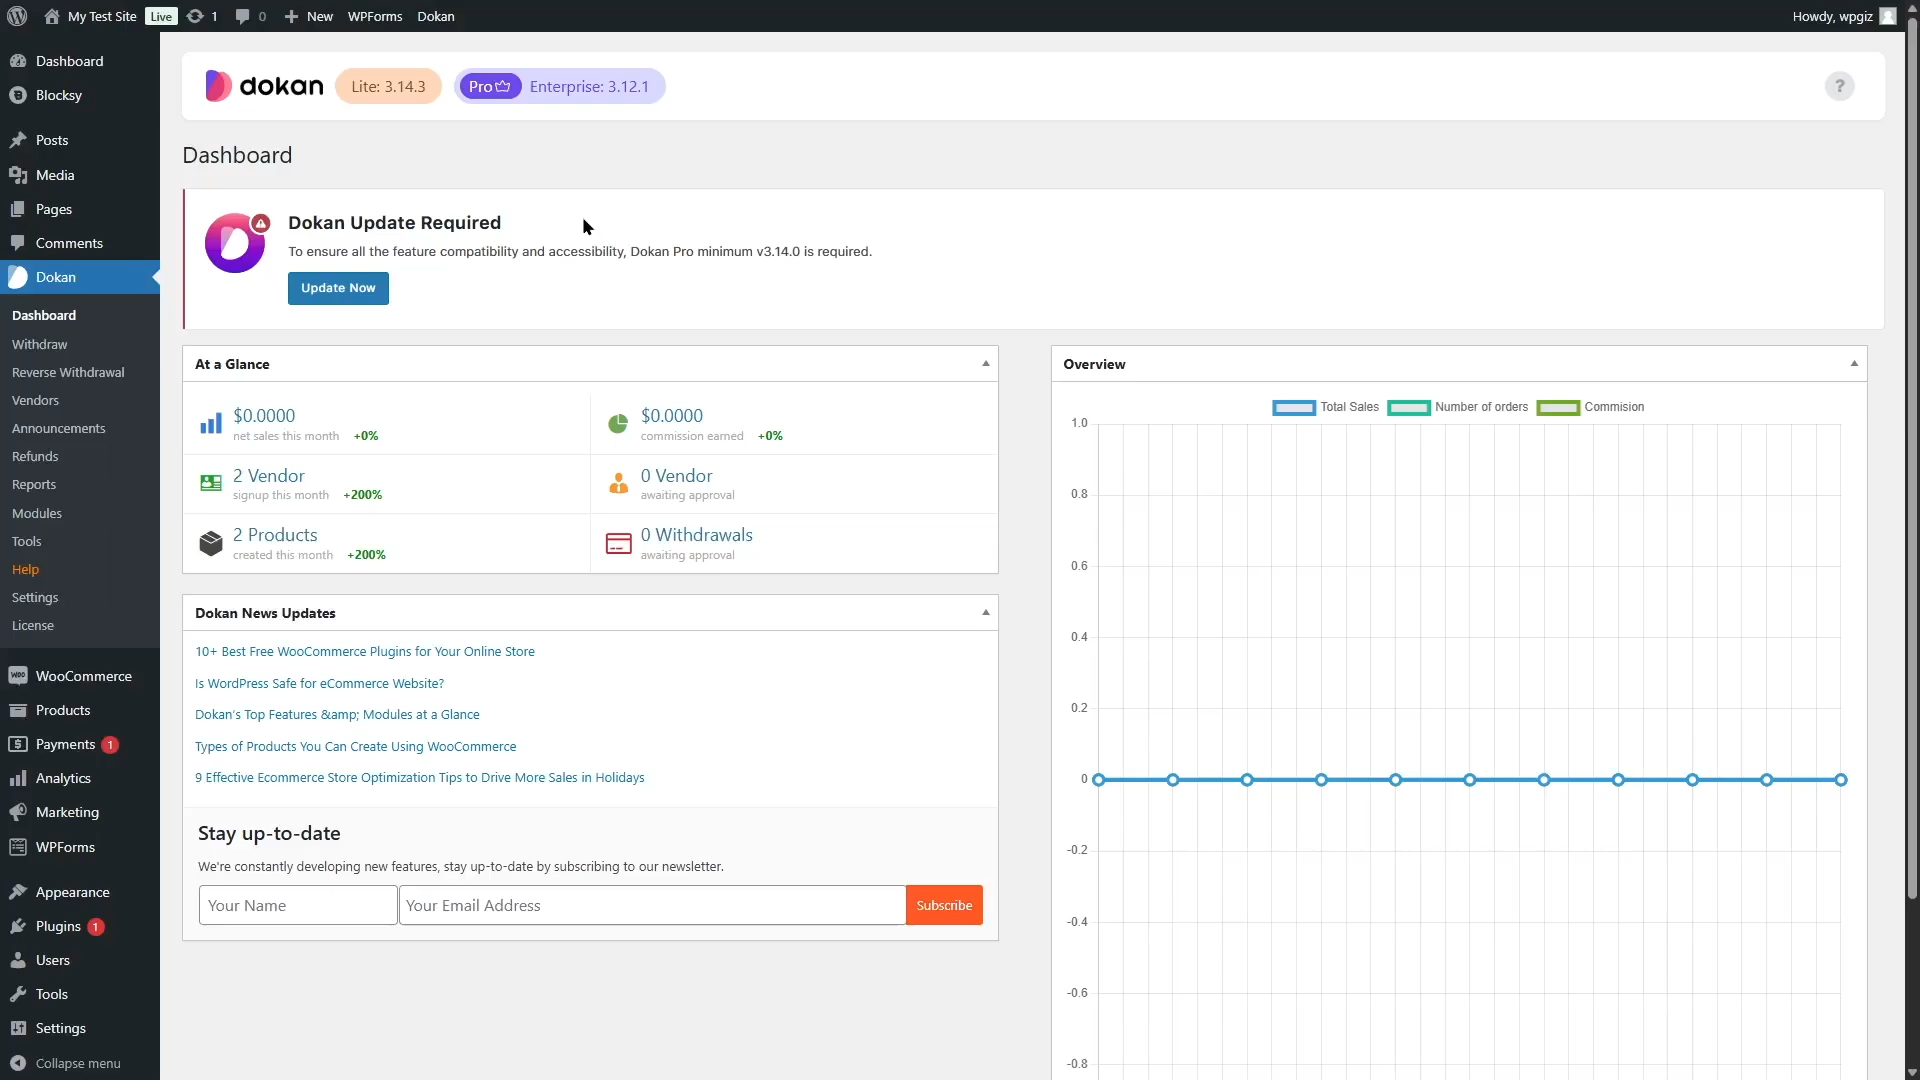 My Test Site Live 1 0 New WPForms Dokan Howdy, wpgiz
Dashboard
Blocksy
Posts
Media
Pages
Comments
Dokan
Dashboard
Withdraw
Reverse Withdrawal
Vendors
Announcements
Refunds
Reports
Modules
Tools
Help
Settings
License
WooCommerce
Products
Payments 1
Analytics
Marketing
WPForms
Appearance
Plugins 1
Users
Tools
Settings
Collapse menu
dokan Lite: 3.14.3 Pro Enterprise: 3.12.1 ?
Dashboard
Dokan Update Required
To ensure all the feature compatibility and accessibility, Dokan Pro minimum v3.14.0 is required.
Update Now
At a Glance
$0.0000
net sales this month +0%
$0.0000
commission earned +0%
2 Vendor
signup this month +200%
0 Vendor
awaiting approval
2 Products
created this month +200%
0 Withdrawals
awaiting approval
Dokan News Updates
10+ Best Free WooCommerce Plugins for Your Online Store
Is WordPress Safe for eCommerce Website?
Dokan's Top Features &amp; Modules at a Glance
Types of Products You Can Create Using WooCommerce
9 Effective Ecommerce Store Optimization Tips to Drive More Sales in Holidays
Stay up-to-date
We're constantly developing new features, stay up-to-date by subscribing to our newsletter.
Your Name Your Email Address Subscribe
Overview
Total Sales Number of orders Commision
1.0
0.8
0.6
0.4
0.2
0
-0.2
-0.4
-0.6
-0.8